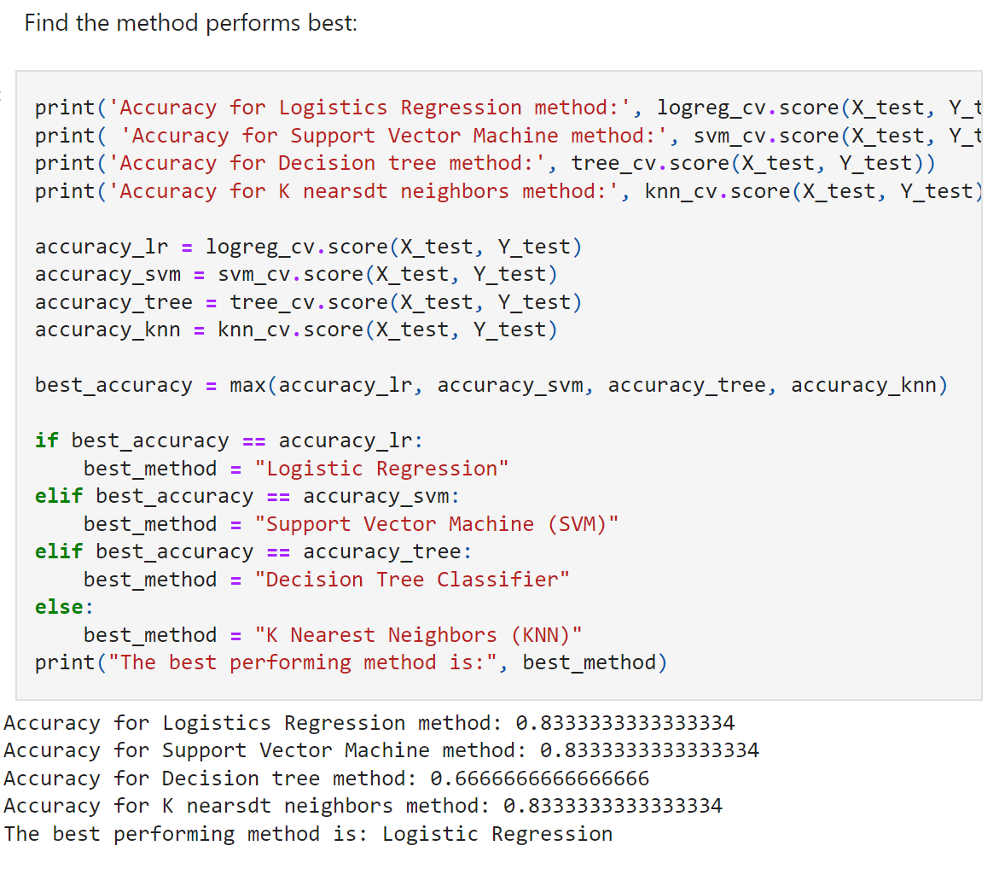 Find the method performs best:
print('Accuracy for Logistics Regression method:', logreg_cv.score(X_test, Y_t
print( 'Accuracy for Support Vector Machine method:', svm_cv.score(X_test, Y_t
print('Accuracy for Decision tree method:', tree_cv.score(X_test, Y_test))
print('Accuracy for K nearsdt neighbors method:', knn_cv.score(X_test, Y_test)
accuracy_lr = logreg_cv.score(X_test, Y_test)
accuracy_svm = svm_cv.score(X_test, Y_test)
accuracy_tree = tree_cv.score(X_test, Y_test)
accuracy_knn = knn_cv.score(X_test, Y_test)
best_accuracy = max(accuracy_lr, accuracy_svm, accuracy_tree, accuracy_knn)
if best_accuracy == accuracy_lr:
    best_method = "Logistic Regression"
elif best_accuracy == accuracy_svm:
    best_method = "Support Vector Machine (SVM)"
elif best_accuracy == accuracy_tree:
    best_method = "Decision Tree Classifier"
else:
    best_method = "K Nearest Neighbors (KNN)"
print("The best performing method is:", best_method)
Accuracy for Logistics Regression method: 0.8333333333333334
Accuracy for Support Vector Machine method: 0.8333333333333334
Accuracy for Decision tree method: 0.6666666666666666
Accuracy for K nearsdt neighbors method: 0.8333333333333334
The best performing method is: Logistic Regression